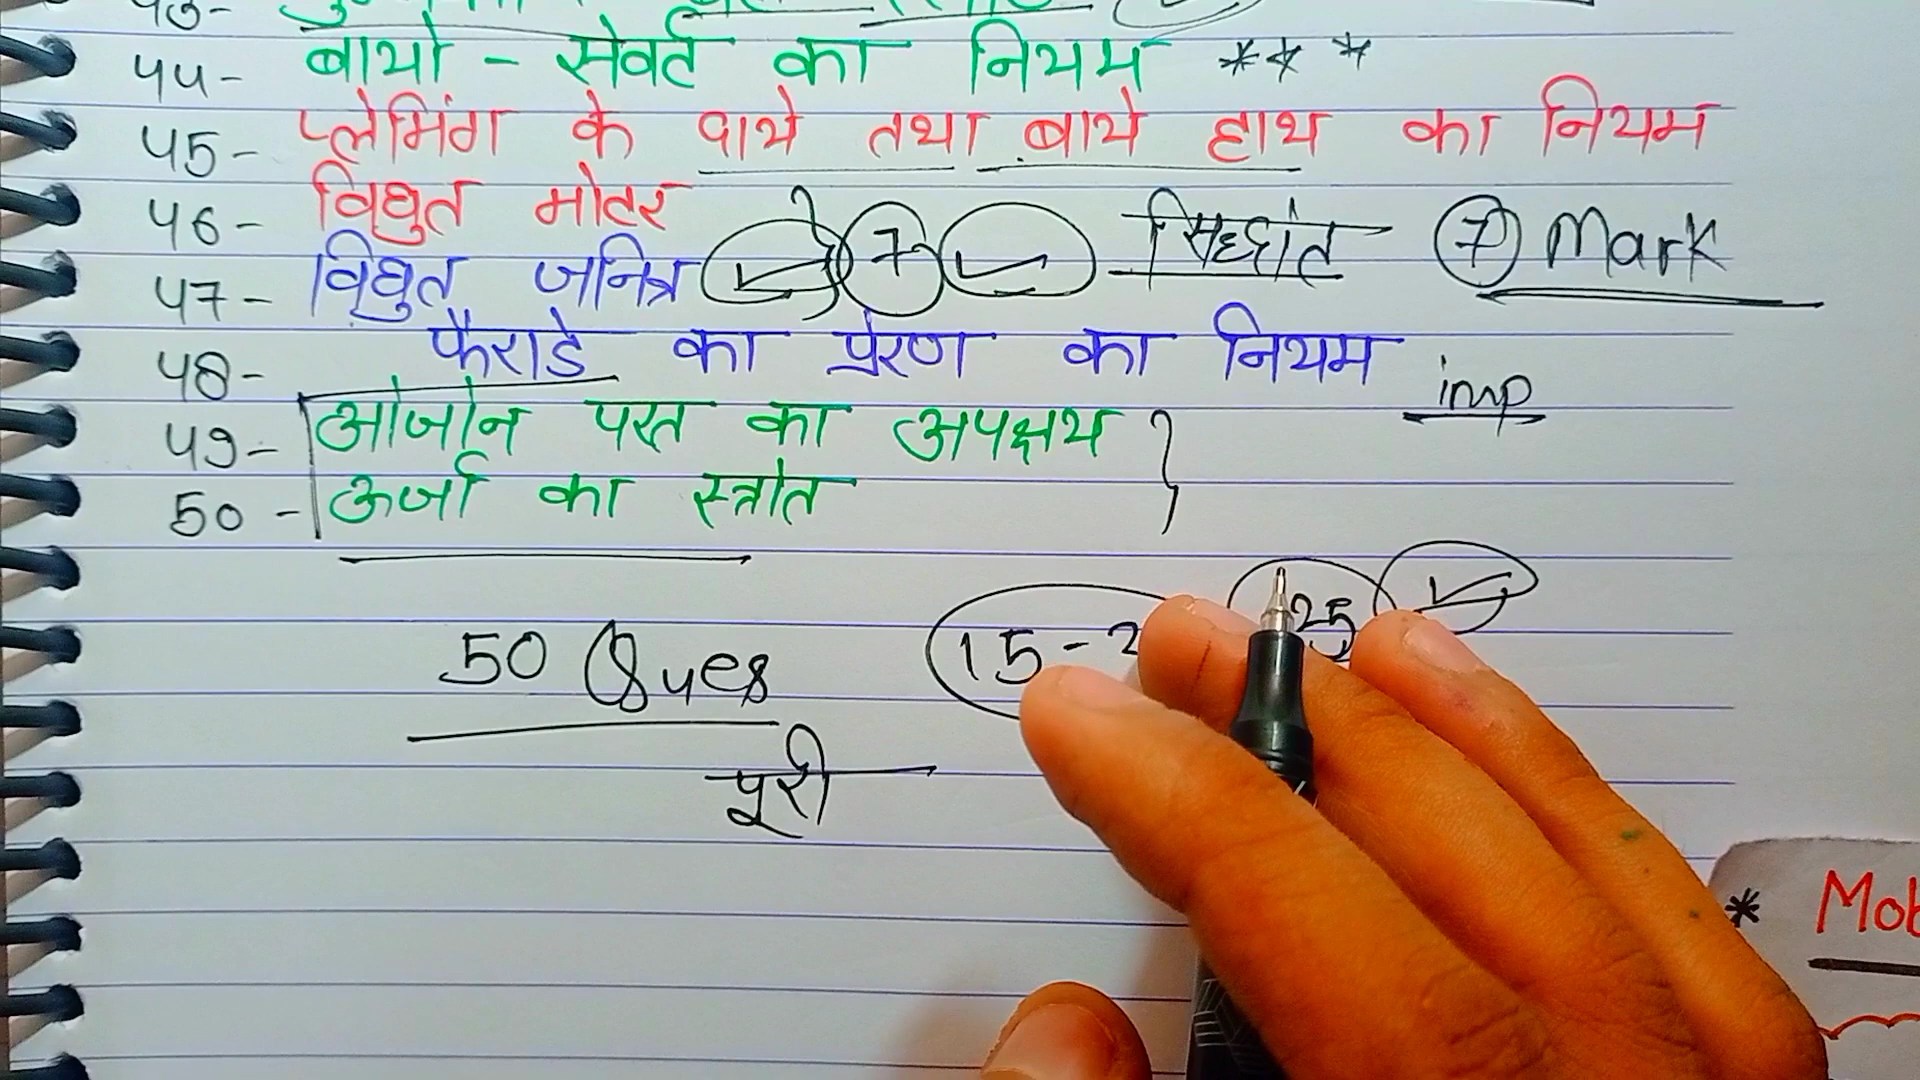 44- बायो - सेवर्ट का नियम ***
45- फ्लेमिंग के दाये तथा बाये हाथ का नियम
46- विधुत मोटर
47- विधुत जनित्र 7 सिद्धांत 7 Mark
48- फैराडे का प्रेरण का नियम imp
49- ओजोन परत का अपक्षय
50- ऊर्जा का स्त्रोत
50 Ques 15- 25
पूरी
*